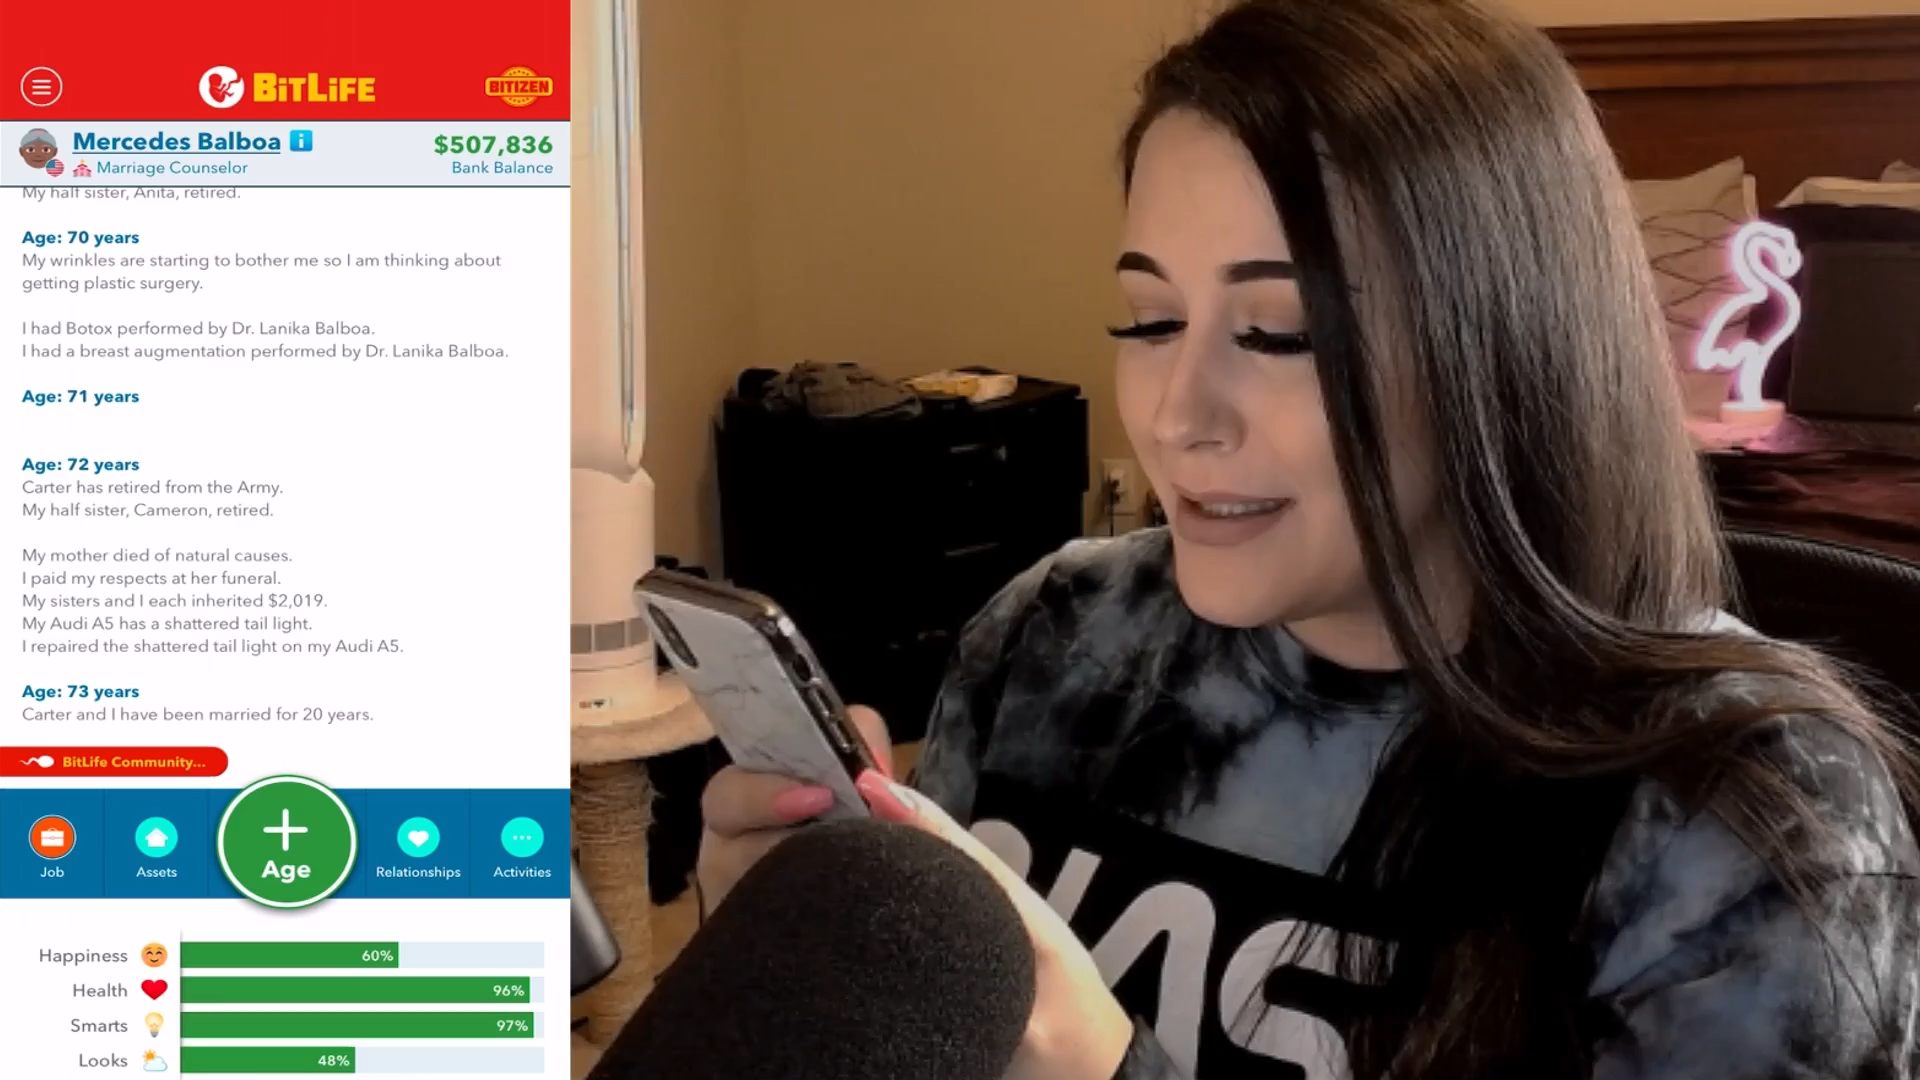 BITLIFE
BITIZEN
Mercedes Balboa i
$507,836
Marriage Counselor
Bank Balance
My half sister, Anita, retired.
Age: 70 years
My wrinkles are starting to bother me so I am thinking about
getting plastic surgery.
I had Botox performed by Dr. Lanika Balboa.
I had a breast augmentation performed by Dr. Lanika Balboa.
Age: 71 years
Age: 72 years
Carter has retired from the Army.
My half sister, Cameron, retired.
My mother died of natural causes.
I paid my respects at her funeral.
My sisters and I each inherited $2,019.
My Audi A5 has a shattered tail light.
I repaired the shattered tail light on my Audi A5.
Age: 73 years
Carter and I have been married for 20 years.
BitLife Community...
Job
Assets
Age
Relationships
Activities
Happiness
60%
Health
96%
Smarts
97%
Looks
48%